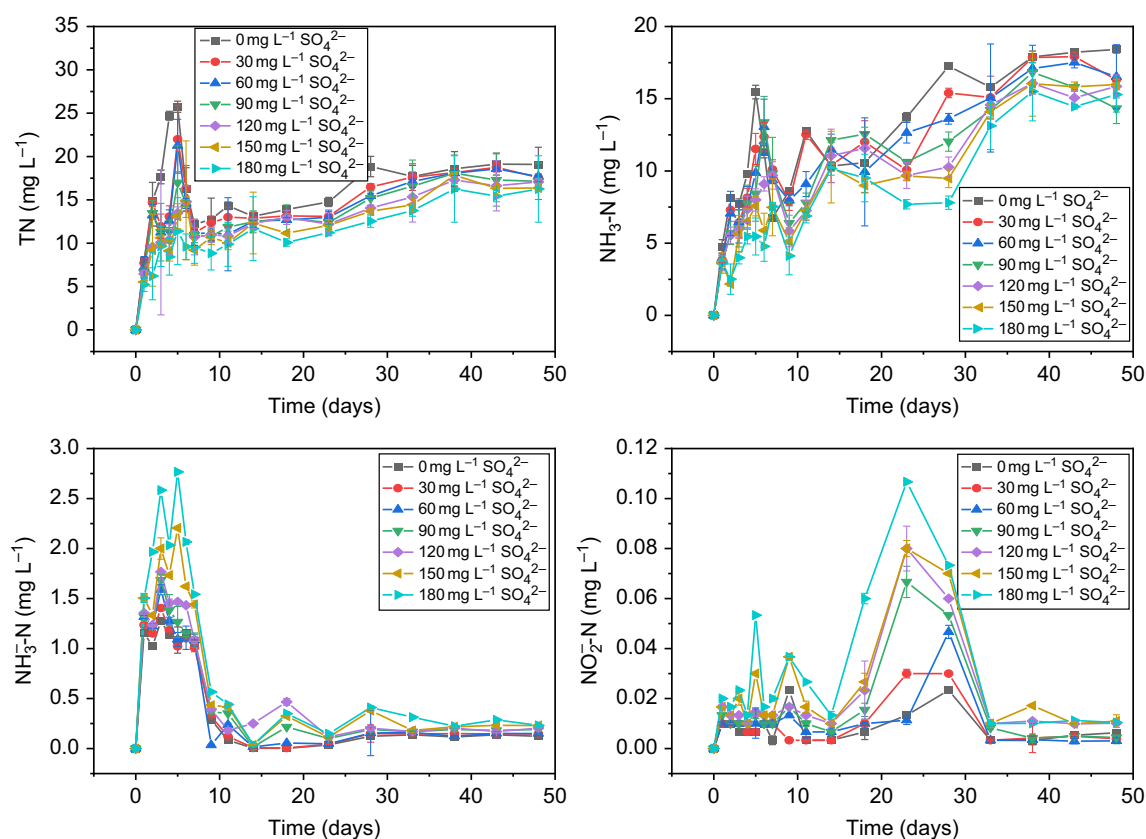 TN (mg L⁻¹)
35
30
25
20
15
10
5
0
0 mg L⁻¹ SO₄²⁻
30 mg L⁻¹ SO₄²⁻
60 mg L⁻¹ SO₄²⁻
90 mg L⁻¹ SO₄²⁻
120 mg L⁻¹ SO₄²⁻
150 mg L⁻¹ SO₄²⁻
180 mg L⁻¹ SO₄²⁻
0 10 20 30 40 50
Time (days)
NH₃-N (mg L⁻¹)
20
15
10
5
0
0 mg L⁻¹ SO₄²⁻
30 mg L⁻¹ SO₄²⁻
60 mg L⁻¹ SO₄²⁻
90 mg L⁻¹ SO₄²⁻
120 mg L⁻¹ SO₄²⁻
150 mg L⁻¹ SO₄²⁻
180 mg L⁻¹ SO₄²⁻
0 10 20 30 40 50
Time (days)
NH₃⁻-N (mg L⁻¹)
3.0
2.5
2.0
1.5
1.0
0.5
0.0
0 mg L⁻¹ SO₄²⁻
30 mg L⁻¹ SO₄²⁻
60 mg L⁻¹ SO₄²⁻
90 mg L⁻¹ SO₄²⁻
120 mg L⁻¹ SO₄²⁻
150 mg L⁻¹ SO₄²⁻
180 mg L⁻¹ SO₄²⁻
0 10 20 30 40 50
Time (days)
NO₂⁻-N (mg L⁻¹)
0.12
0.10
0.08
0.06
0.04
0.02
0.00
0 mg L⁻¹ SO₄²⁻
30 mg L⁻¹ SO₄²⁻
60 mg L⁻¹ SO₄²⁻
90 mg L⁻¹ SO₄²⁻
120 mg L⁻¹ SO₄²⁻
150 mg L⁻¹ SO₄²⁻
180 mg L⁻¹ SO₄²⁻
0 10 20 30 40 50
Time (days)